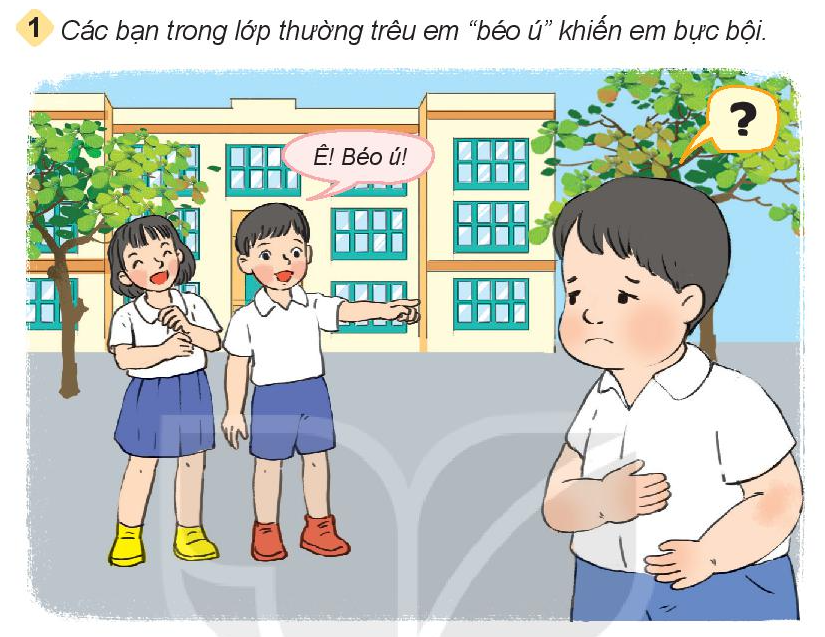 1 Các bạn trong lớp thường trêu em “béo ú” khiến em bực bội.
Ê! Béo ú!
?